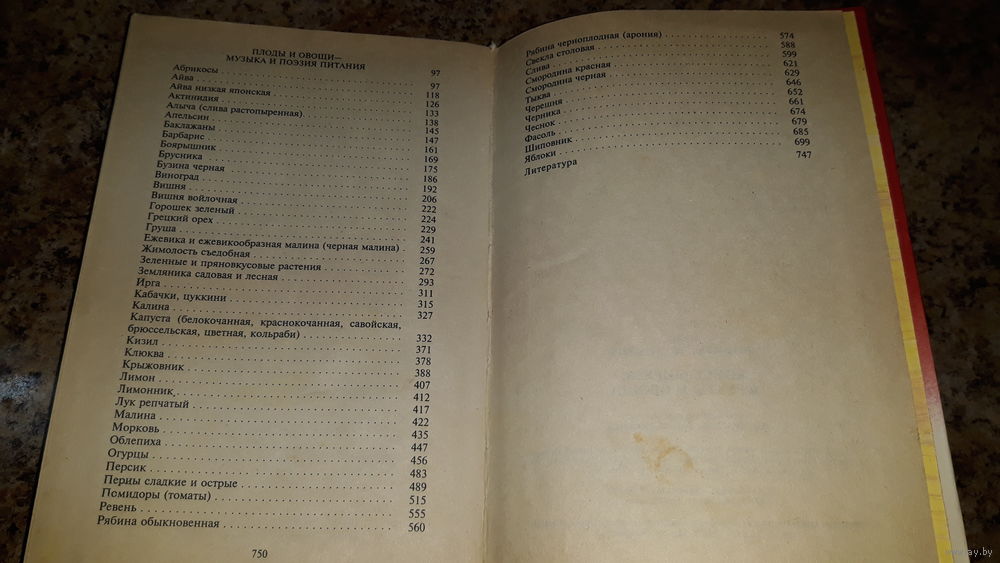 ПЛОДЫ И ОВОЩИ—
МУЗЫКА И ПОЭЗИЯ ПИТАНИЯ 97
Абрикосы 97
Айва 118
Айва низкая японская 126
Актинидия 133
Алыча (слива растопыренная) 138
Апельсин 145
Баклажаны 147
Барбарис 161
Боярышник 169
Брусника 175
Бузина черная 186
Виноград 192
Вишня 206
Вишня войлочная 222
Горошек зеленый 224
Грецкий орех 229
Груша 241
Ежевика и ежевикообразная малина (черная малина) 259
Жимолость съедобная 267
Зеленные и пряновкусовые растения 272
Земляника садовая и лесная 293
Ирга 311
Кабачки, цуккини 315
Калина 327
Капуста (белокочанная, краснокочанная, савойская,
брюссельская, цветная, кольраби) 332
Кизил 371
Клюква 378
Крыжовник 388
Лимон 407
Лимонник 412
Лук репчатый 417
Малина 422
Морковь 435
Облепиха 447
Огурцы 456
Персик 483
Перцы сладкие и острые 489
Помидоры (томаты) 515
Ревень 555
Рябина обыкновенная 560
750
Рябина черноплодная (арония) 574
Свекла столовая 588
Слива 599
Смородина красная 621
Смородина черная 629
Тыква 646
Черешня 652
Черника 661
Чеснок 674
Фасоль 679
Шиповник 685
Яблоки 699
Литература 747
ay.by